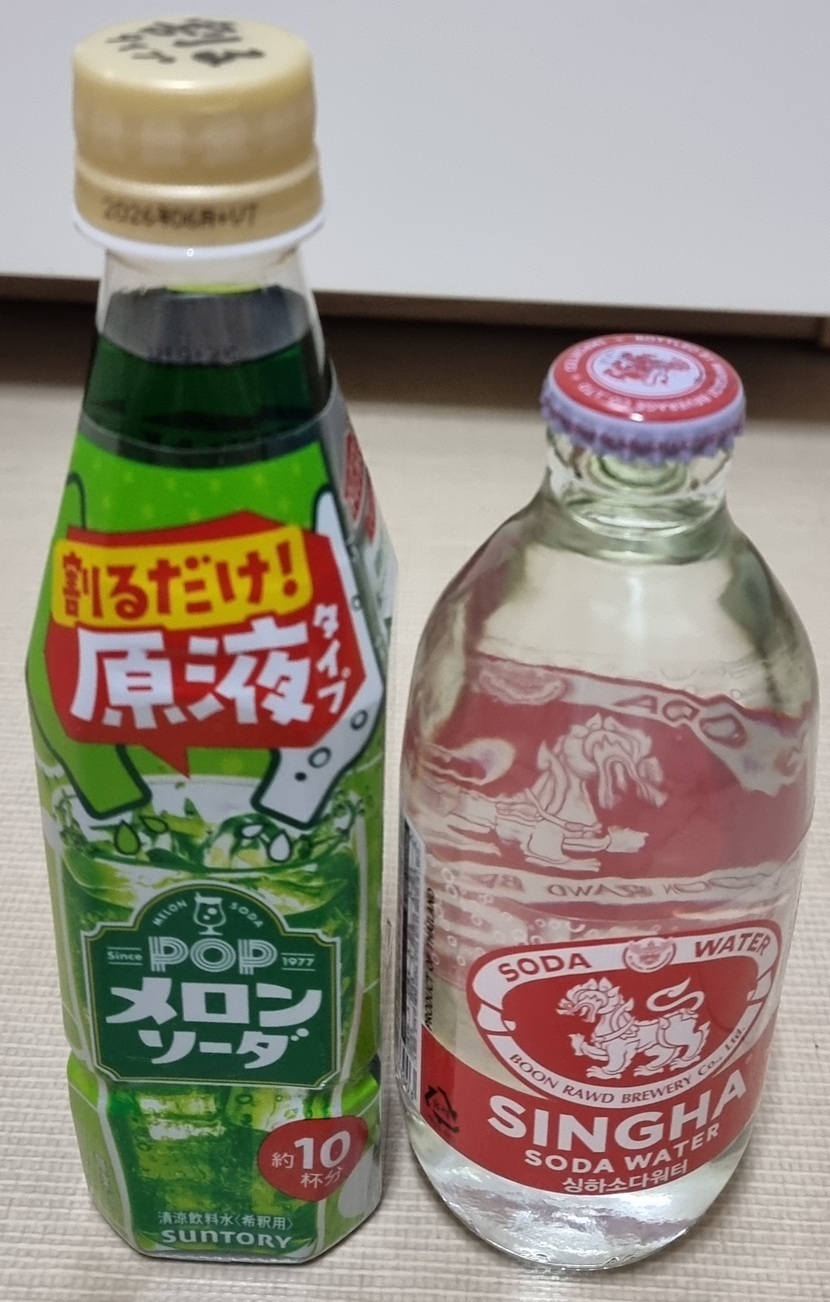 2026年06月+V7
割るだけ!
原液
タイプ
MELON SODA
Since POP 1977
メロン
ソーダ
約10
杯分
清涼飲料水〈希釈用〉
SUNTORY
SODA WATER
BOON RAWD BREWERY Co., Ltd.
SINGHA
SODA WATER
싱하소다워터